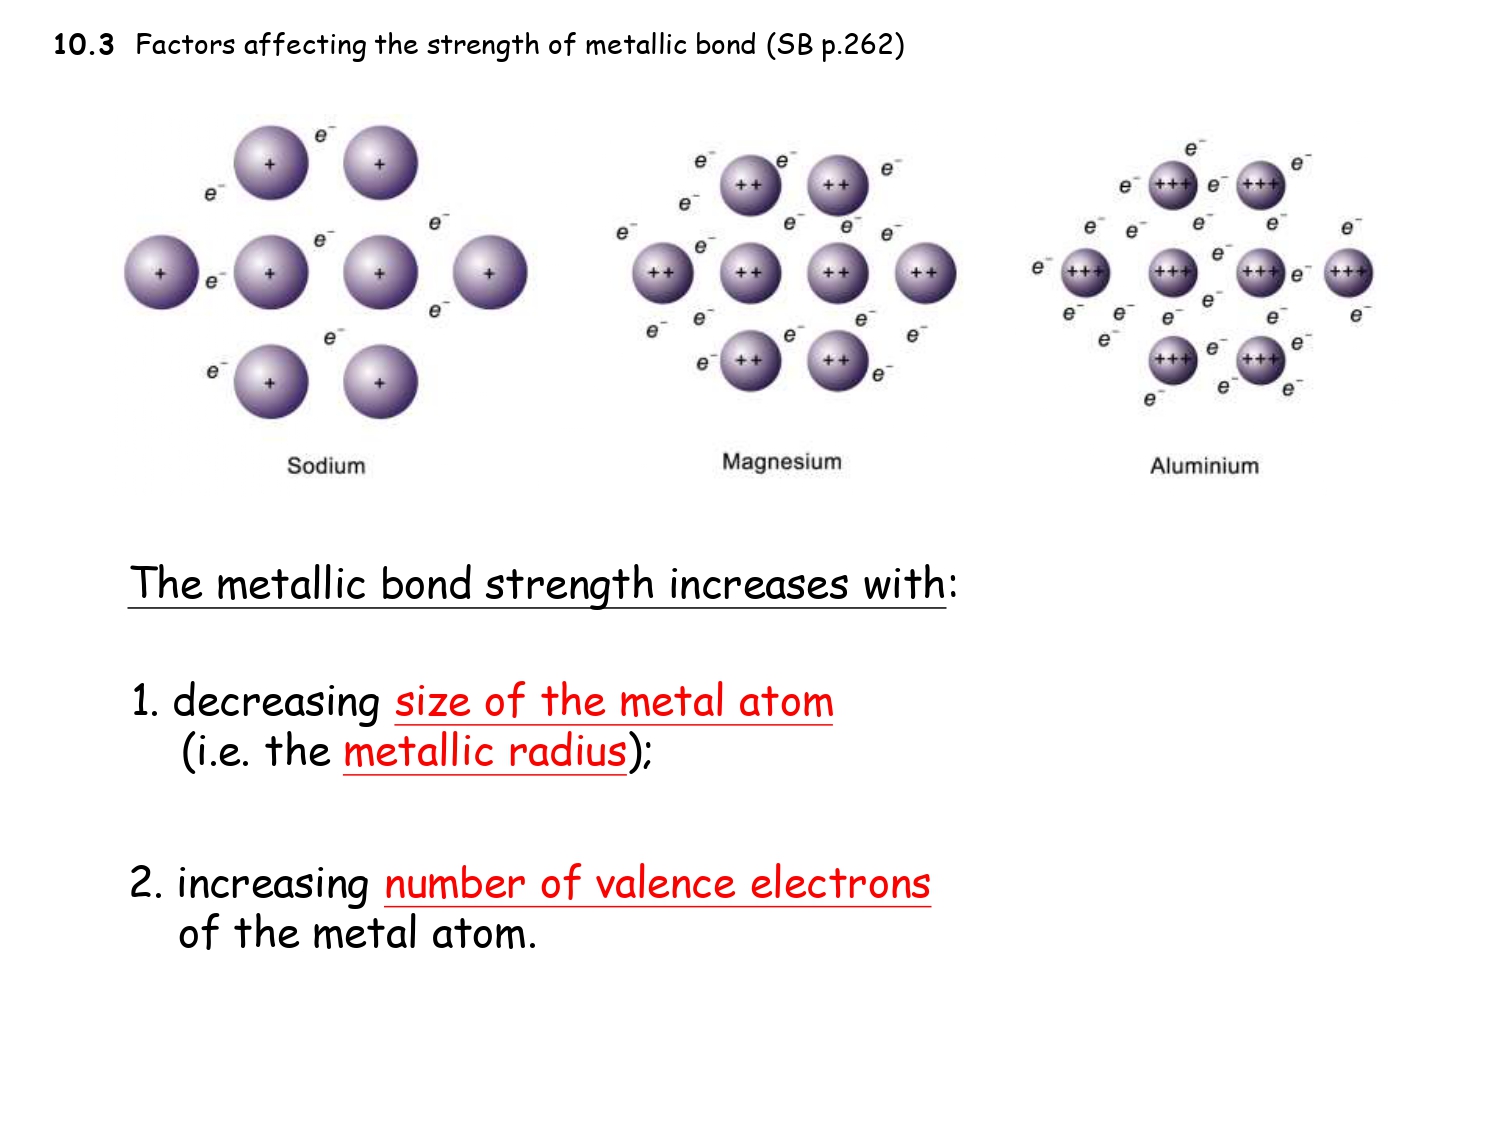 10.3 Factors affecting the strength of metallic bond (SB p.262)
e⁻
+ +
e⁻
e⁻
e⁻
+ + + +
e⁻
e⁻
e⁻
e⁻
+ +
Sodium
e⁻ e⁻ e⁻
++ ++
e⁻
e⁻ e⁻ e⁻ e⁻
e⁻
++ ++ ++ ++
e⁻ e⁻ e⁻
e⁻ e⁻
++ ++
e⁻ e⁻
Magnesium
e⁻ e⁻
e⁻ +++ e⁻ +++
e⁻ e⁻ e⁻ e⁻ e⁻
e⁻
e⁻ +++ +++ +++ e⁻ +++
e⁻
e⁻ e⁻ e⁻ e⁻ e⁻
e⁻ e⁻ e⁻
+++ +++
e⁻ e⁻ e⁻
Aluminium
The metallic bond strength increases with:
1. decreasing size of the metal atom
(i.e. the metallic radius);
2. increasing number of valence electrons
of the metal atom.